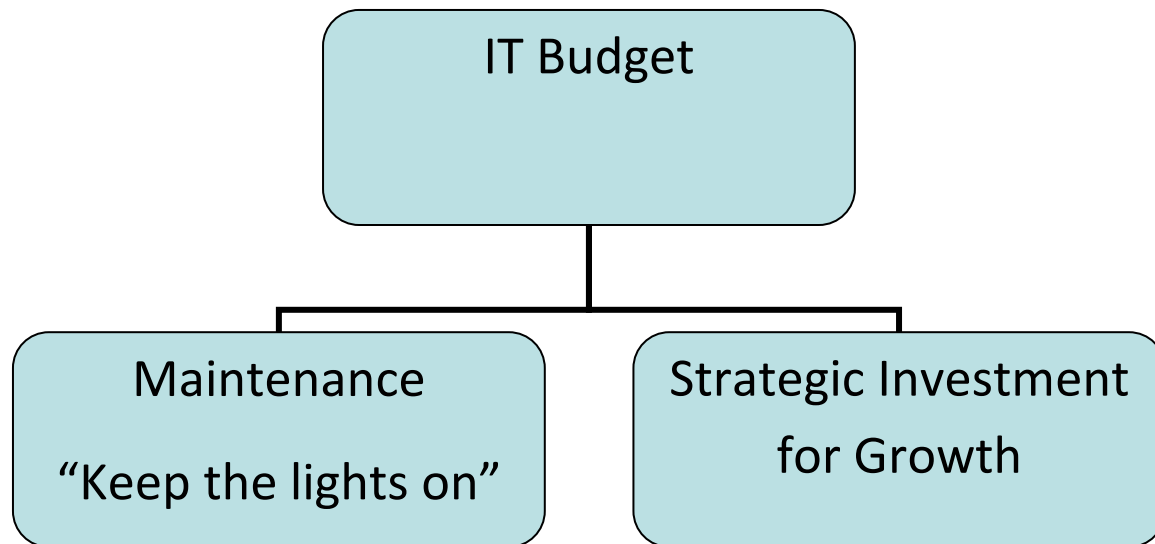 IT Budget
Maintenance
“Keep the lights on”
Strategic Investment
for Growth